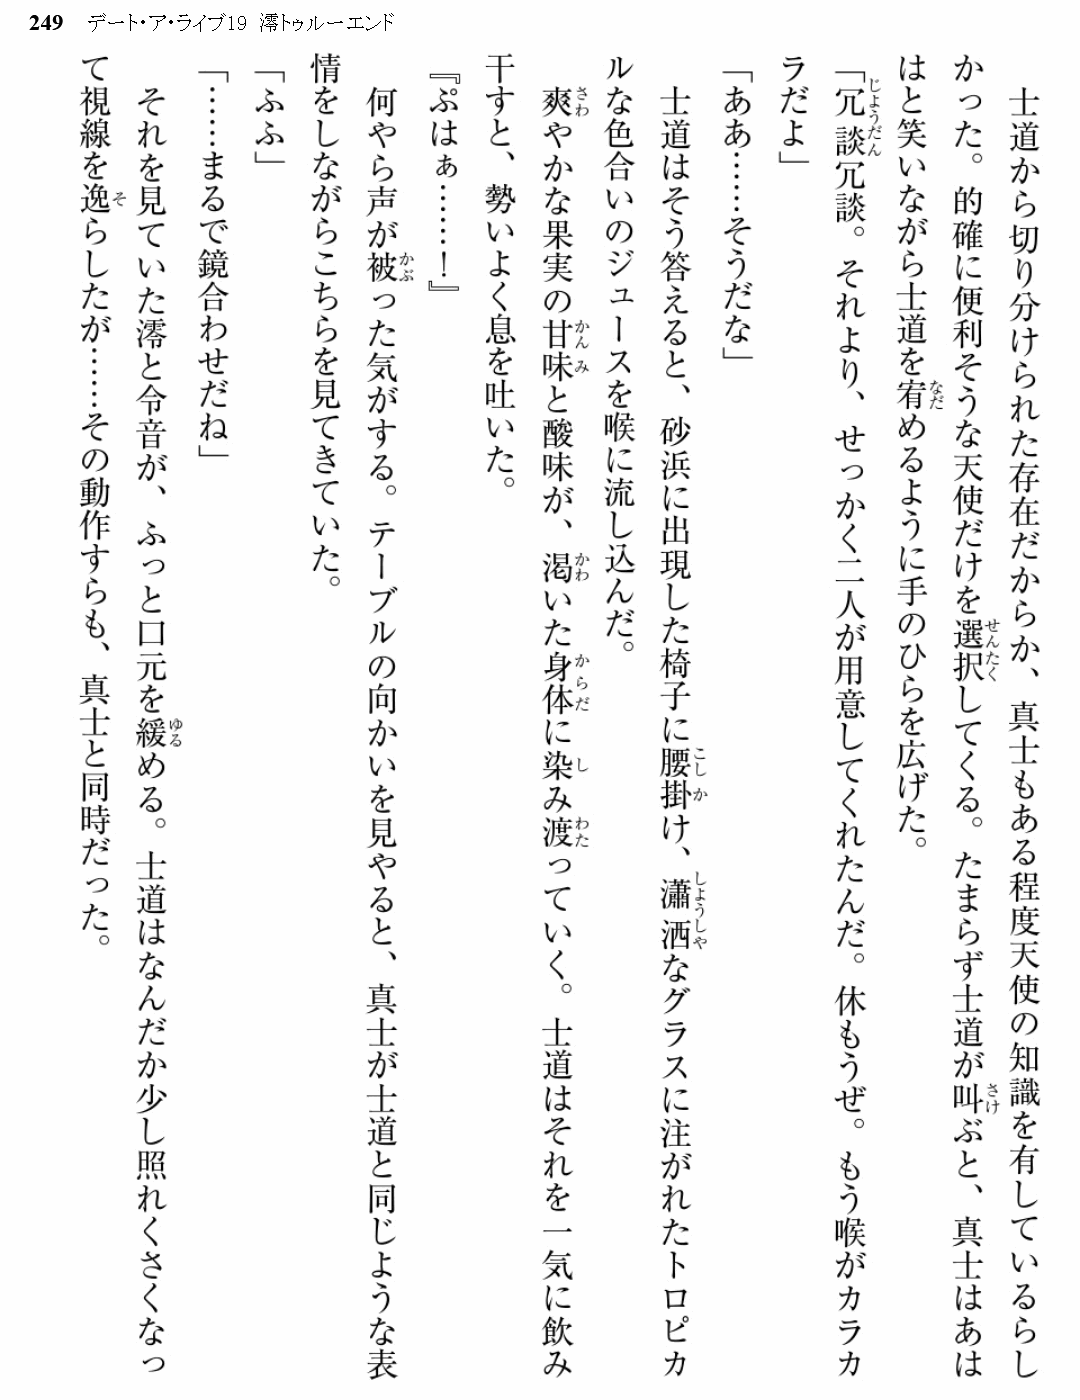 249 デート・ア・ライブ19 澪トゥルーエンド
　士道から切り分けられた存在だからか、真士もある程度天使の知識を有しているらし
かった。的確に便利そうな天使だけを選択してくる。たまらず士道が叫ぶと、真士はあは
はと笑いながら士道を宥めるように手のひらを広げた。
「冗談冗談。それより、せっかく二人が用意してくれたんだ。休もうぜ。もう喉がカラカ
ラだよ」
「ああ……そうだな」
　士道はそう答えると、砂浜に出現した椅子に腰掛け、瀟洒なグラスに注がれたトロピカ
ルな色合いのジュースを喉に流し込んだ。
　爽やかな果実の甘味と酸味が、渇いた身体に染み渡っていく。士道はそれを一気に飲み
干すと、勢いよく息を吐いた。
『ぷはぁ……！』
　何やら声が被った気がする。テーブルの向かいを見やると、真士が士道と同じような表
情をしながらこちらを見てきていた。
「ふふ」
「……まるで鏡合わせだね」
　それを見ていた澪と令音が、ふっと口元を緩める。士道はなんだか少し照れくさくなっ
て視線を逸らしたが……その動作すらも、真士と同時だった。